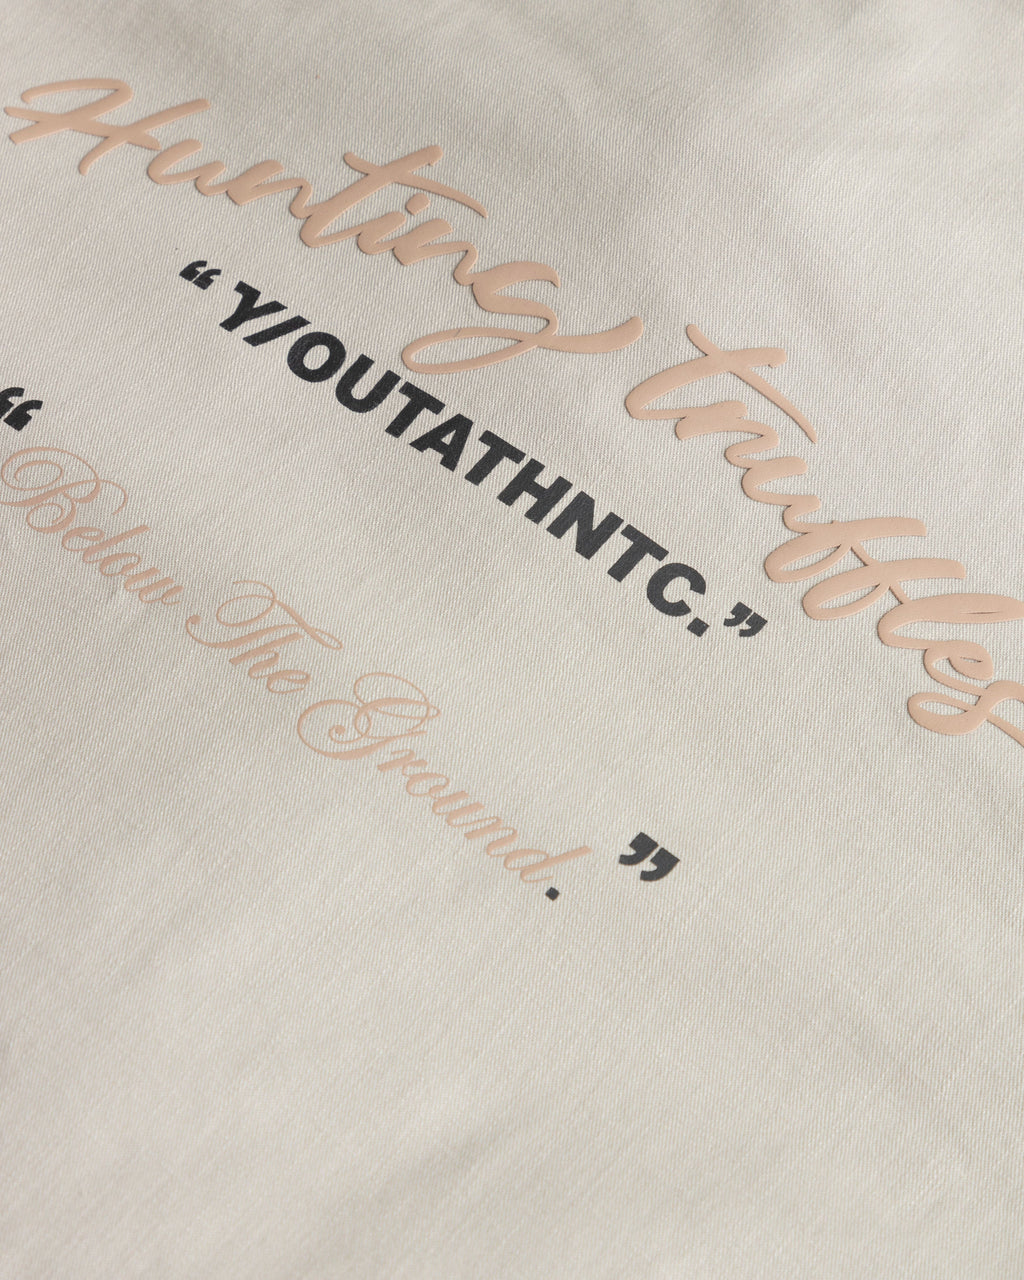 Hunting truffles
“Y/OUTATHNTC.”
“Below The Ground.”